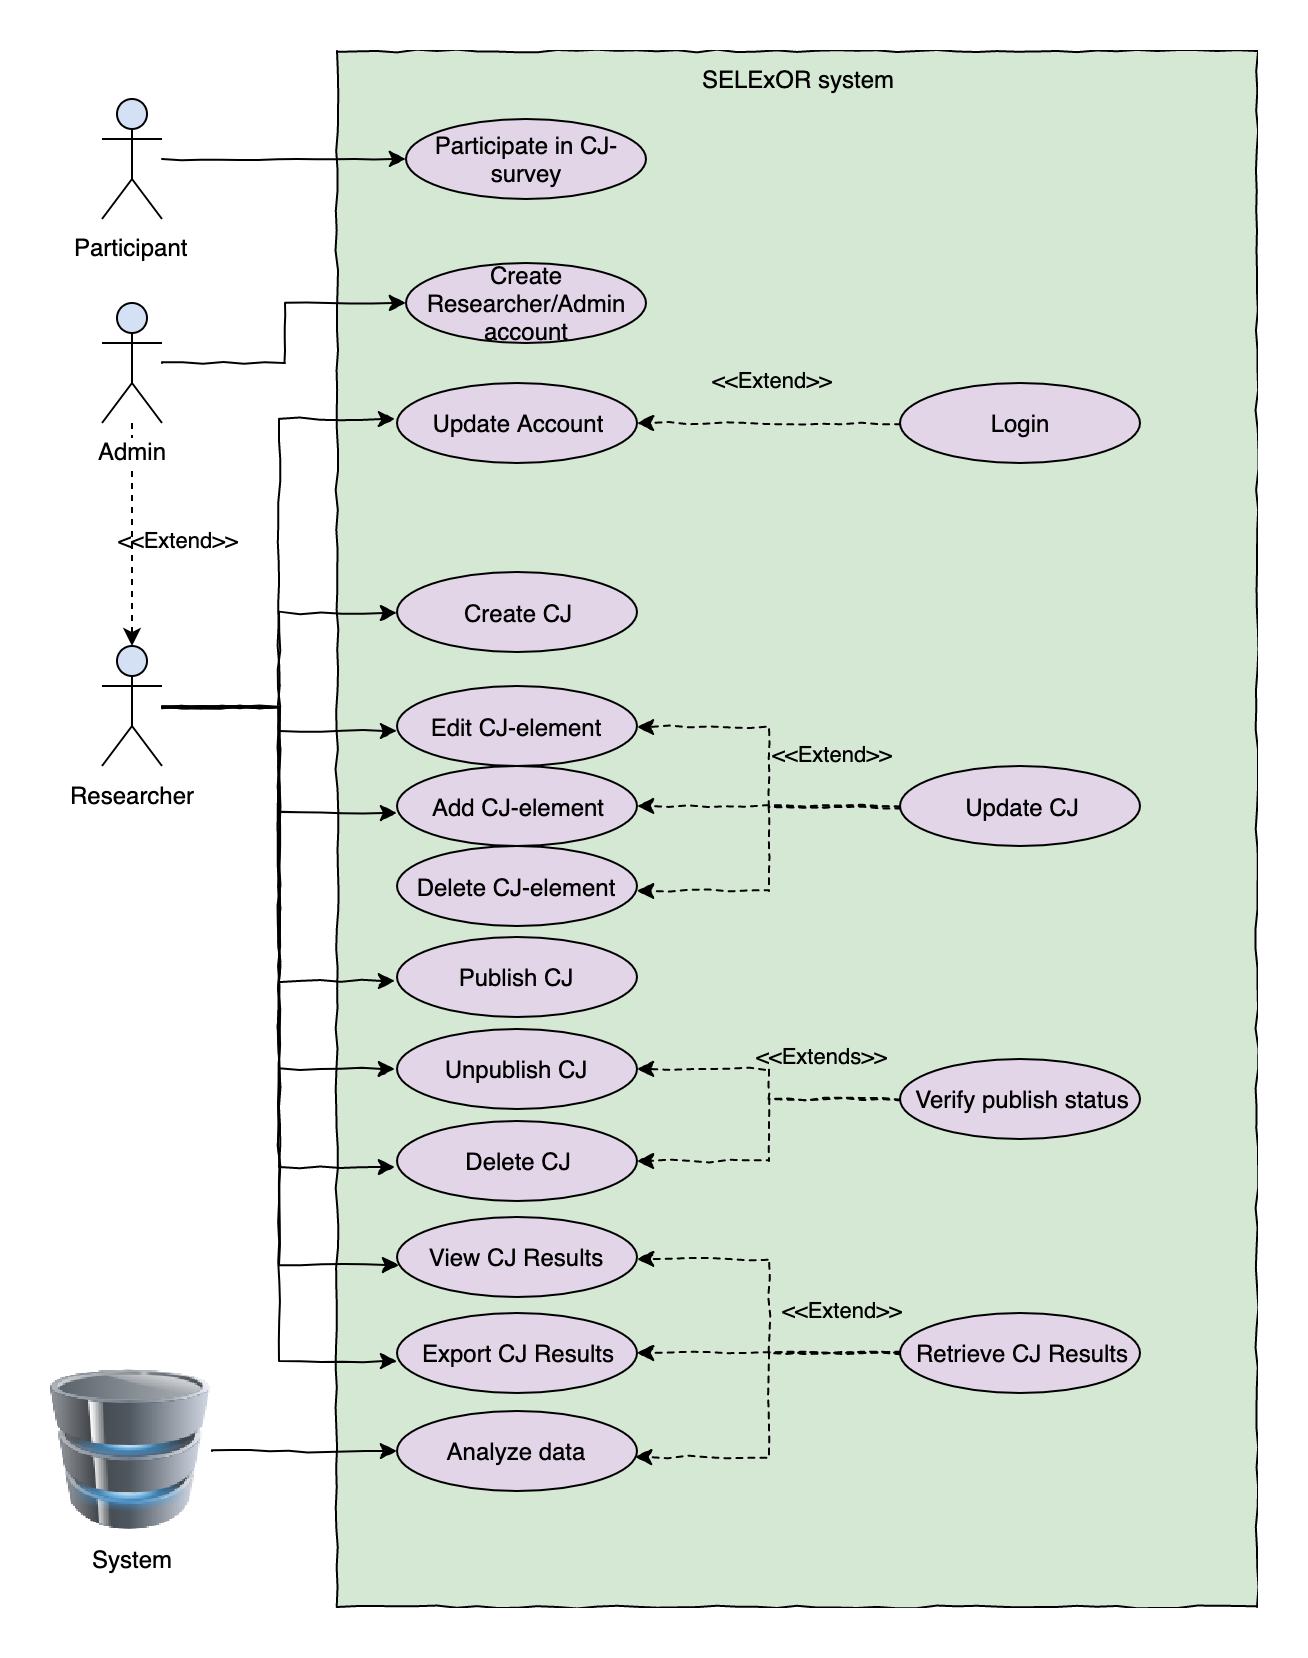 SELExOR system
Participate in CJ-
survey
Participant
Create
Researcher/Admin
account
<<Extend>>
Update Account
Login
Admin
<<Extend>>
Create CJ
Edit CJ-element
<<Extend>>
Researcher
Add CJ-element
Update CJ
Delete CJ-element
Publish CJ
<<Extends>>
Unpublish CJ
Verify publish status
Delete CJ
View CJ Results
<<Extend>>
Export CJ Results
Retrieve CJ Results
Analyze data
System